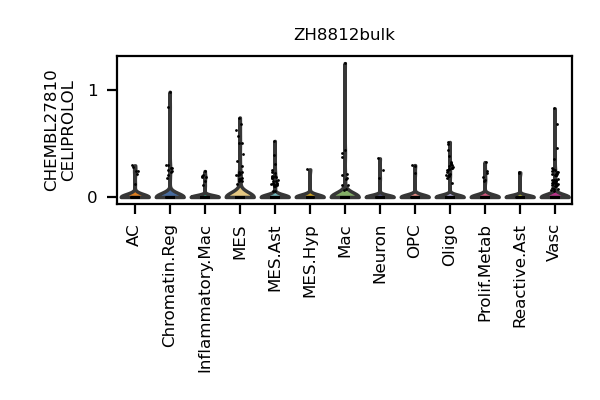 ZH8812bulk
CHEMBL27810
CELIPROLOL
1
0
AC
Chromatin.Reg
Inflammatory.Mac
MES
MES.Ast
MES.Hyp
Mac
Neuron
OPC
Oligo
Prolif.Metab
Reactive.Ast
Vasc